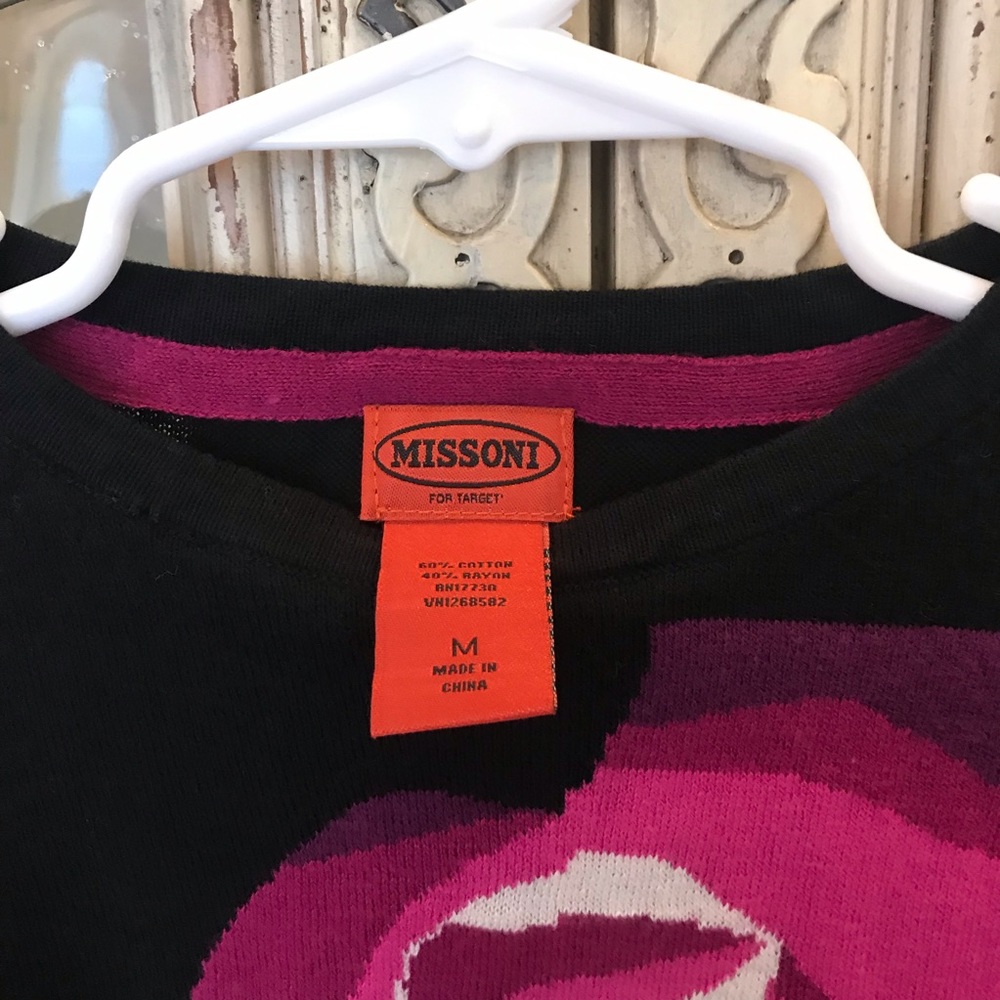 MISSONI
FOR TARGET
60% COTTON
40% RAYON
RN17730
VN1268582
M
MADE IN
CHINA